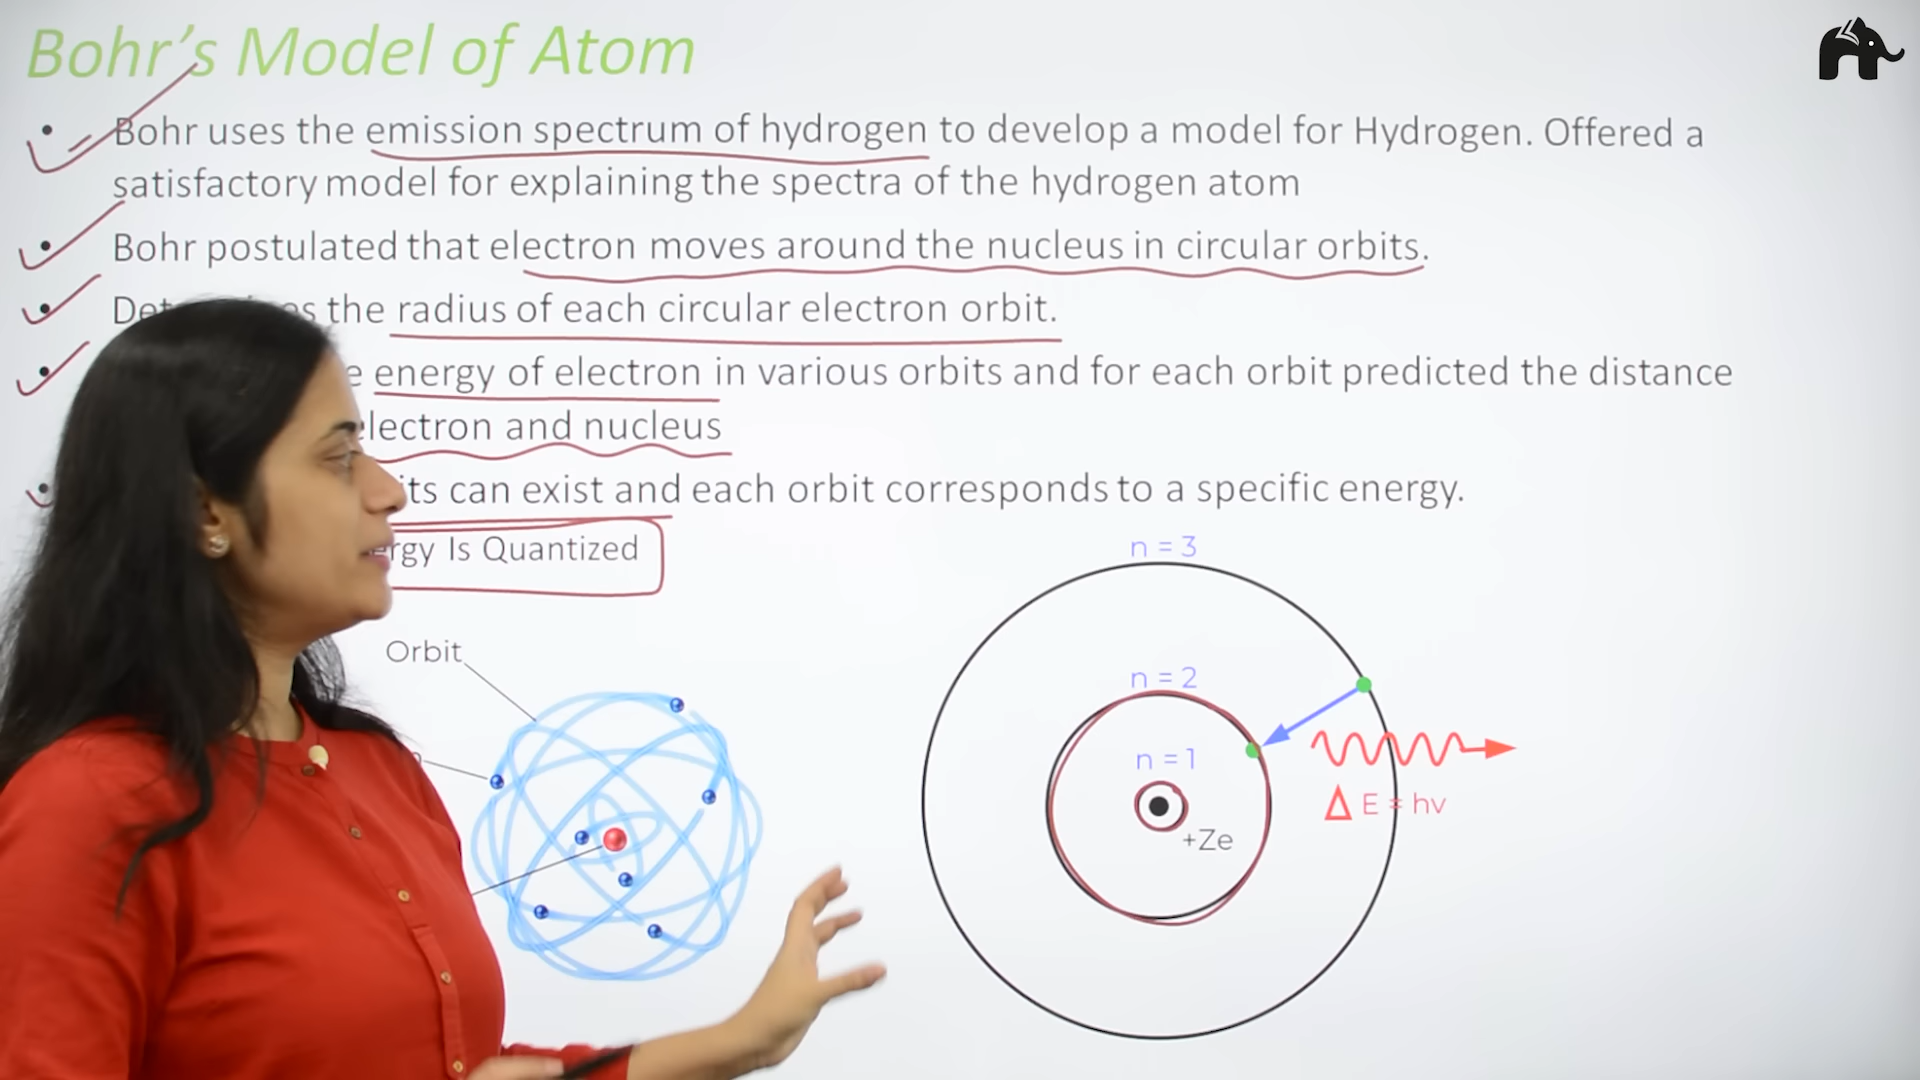 Bohr's Model of Atom
• Bohr uses the emission spectrum of hydrogen to develop a model for Hydrogen. Offered a
satisfactory model for explaining the spectra of the hydrogen atom
• Bohr postulated that electron moves around the nucleus in circular orbits.
• the radius of each circular electron orbit.
• energy of electron in various orbits and for each orbit predicted the distance
electron and nucleus
• can exist and each orbit corresponds to a specific energy.
Is Quantized
n = 3
Orbit
n = 2
n = 1
Δ E = hv
+Ze